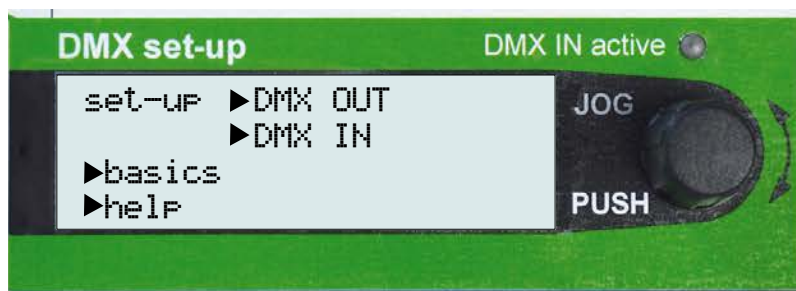 DMX set-up DMX IN active
set-up ▶DMX OUT
▶DMX IN
▶basics
▶help
JOG
PUSH